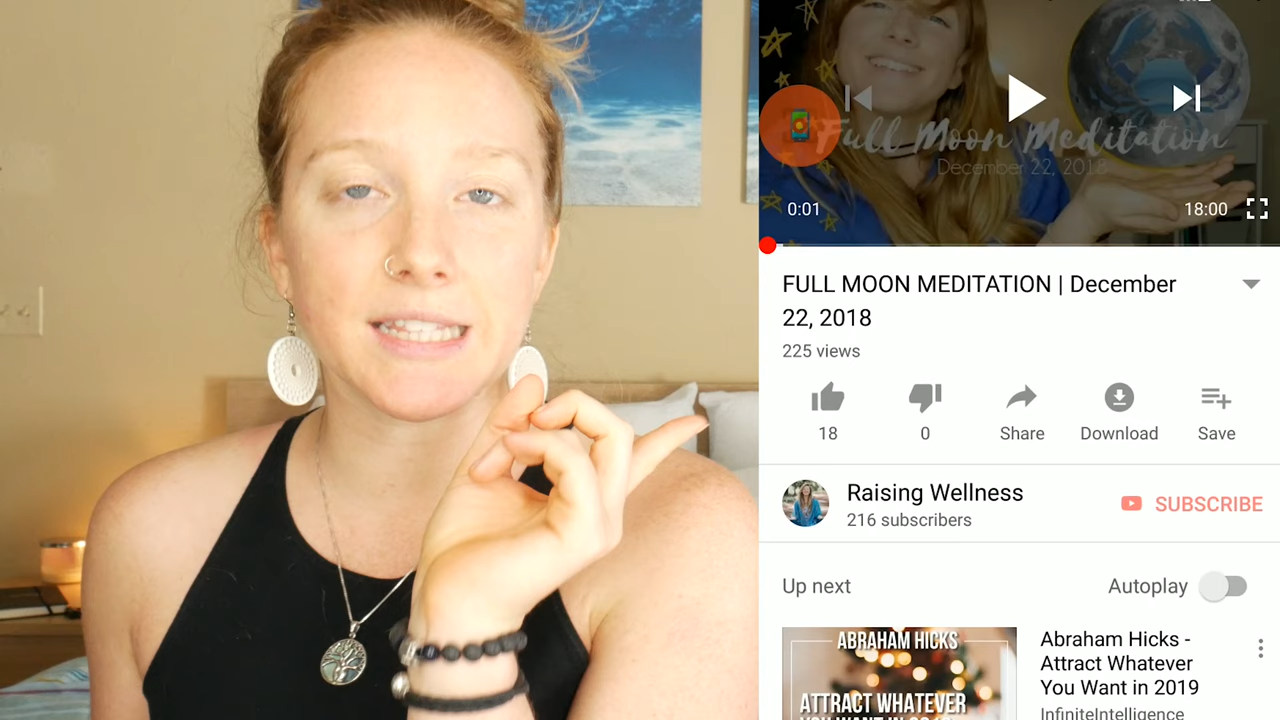 Full Moon Meditation
December 22, 2018
0:01
18:00
FULL MOON MEDITATION | December
22, 2018
225 views
18
0
Share
Download
Save
Raising Wellness
216 subscribers
SUBSCRIBE
Up next
Autoplay
ABRAHAM HICKS
ATTRACT WHATEVER
Abraham Hicks -
Attract Whatever
You Want in 2019
InfiniteIntelligence